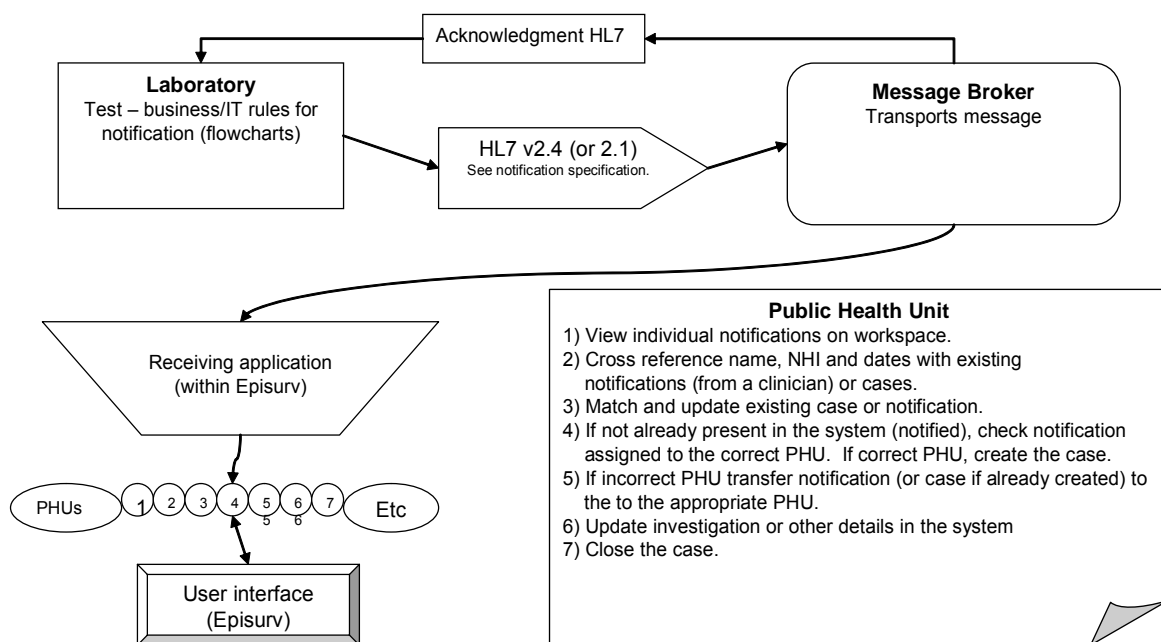 Acknowledgment HL7
Laboratory
Test – business/IT rules for
notification (flowcharts)
HL7 v2.4 (or 2.1)
See notification specification.
Message Broker
Transports message
Receiving application
(within Episurv)
PHUs
1
2
3
4
5
5
6
6
7
Etc
User interface
(Episurv)
Public Health Unit
1) View individual notifications on workspace.
2) Cross reference name, NHI and dates with existing
notifications (from a clinician) or cases.
3) Match and update existing case or notification.
4) If not already present in the system (notified), check notification
assigned to the correct PHU.  If correct PHU, create the case.
5) If incorrect PHU transfer notification (or case if already created) to
the to the appropriate PHU.
6) Update investigation or other details in the system
7) Close the case.